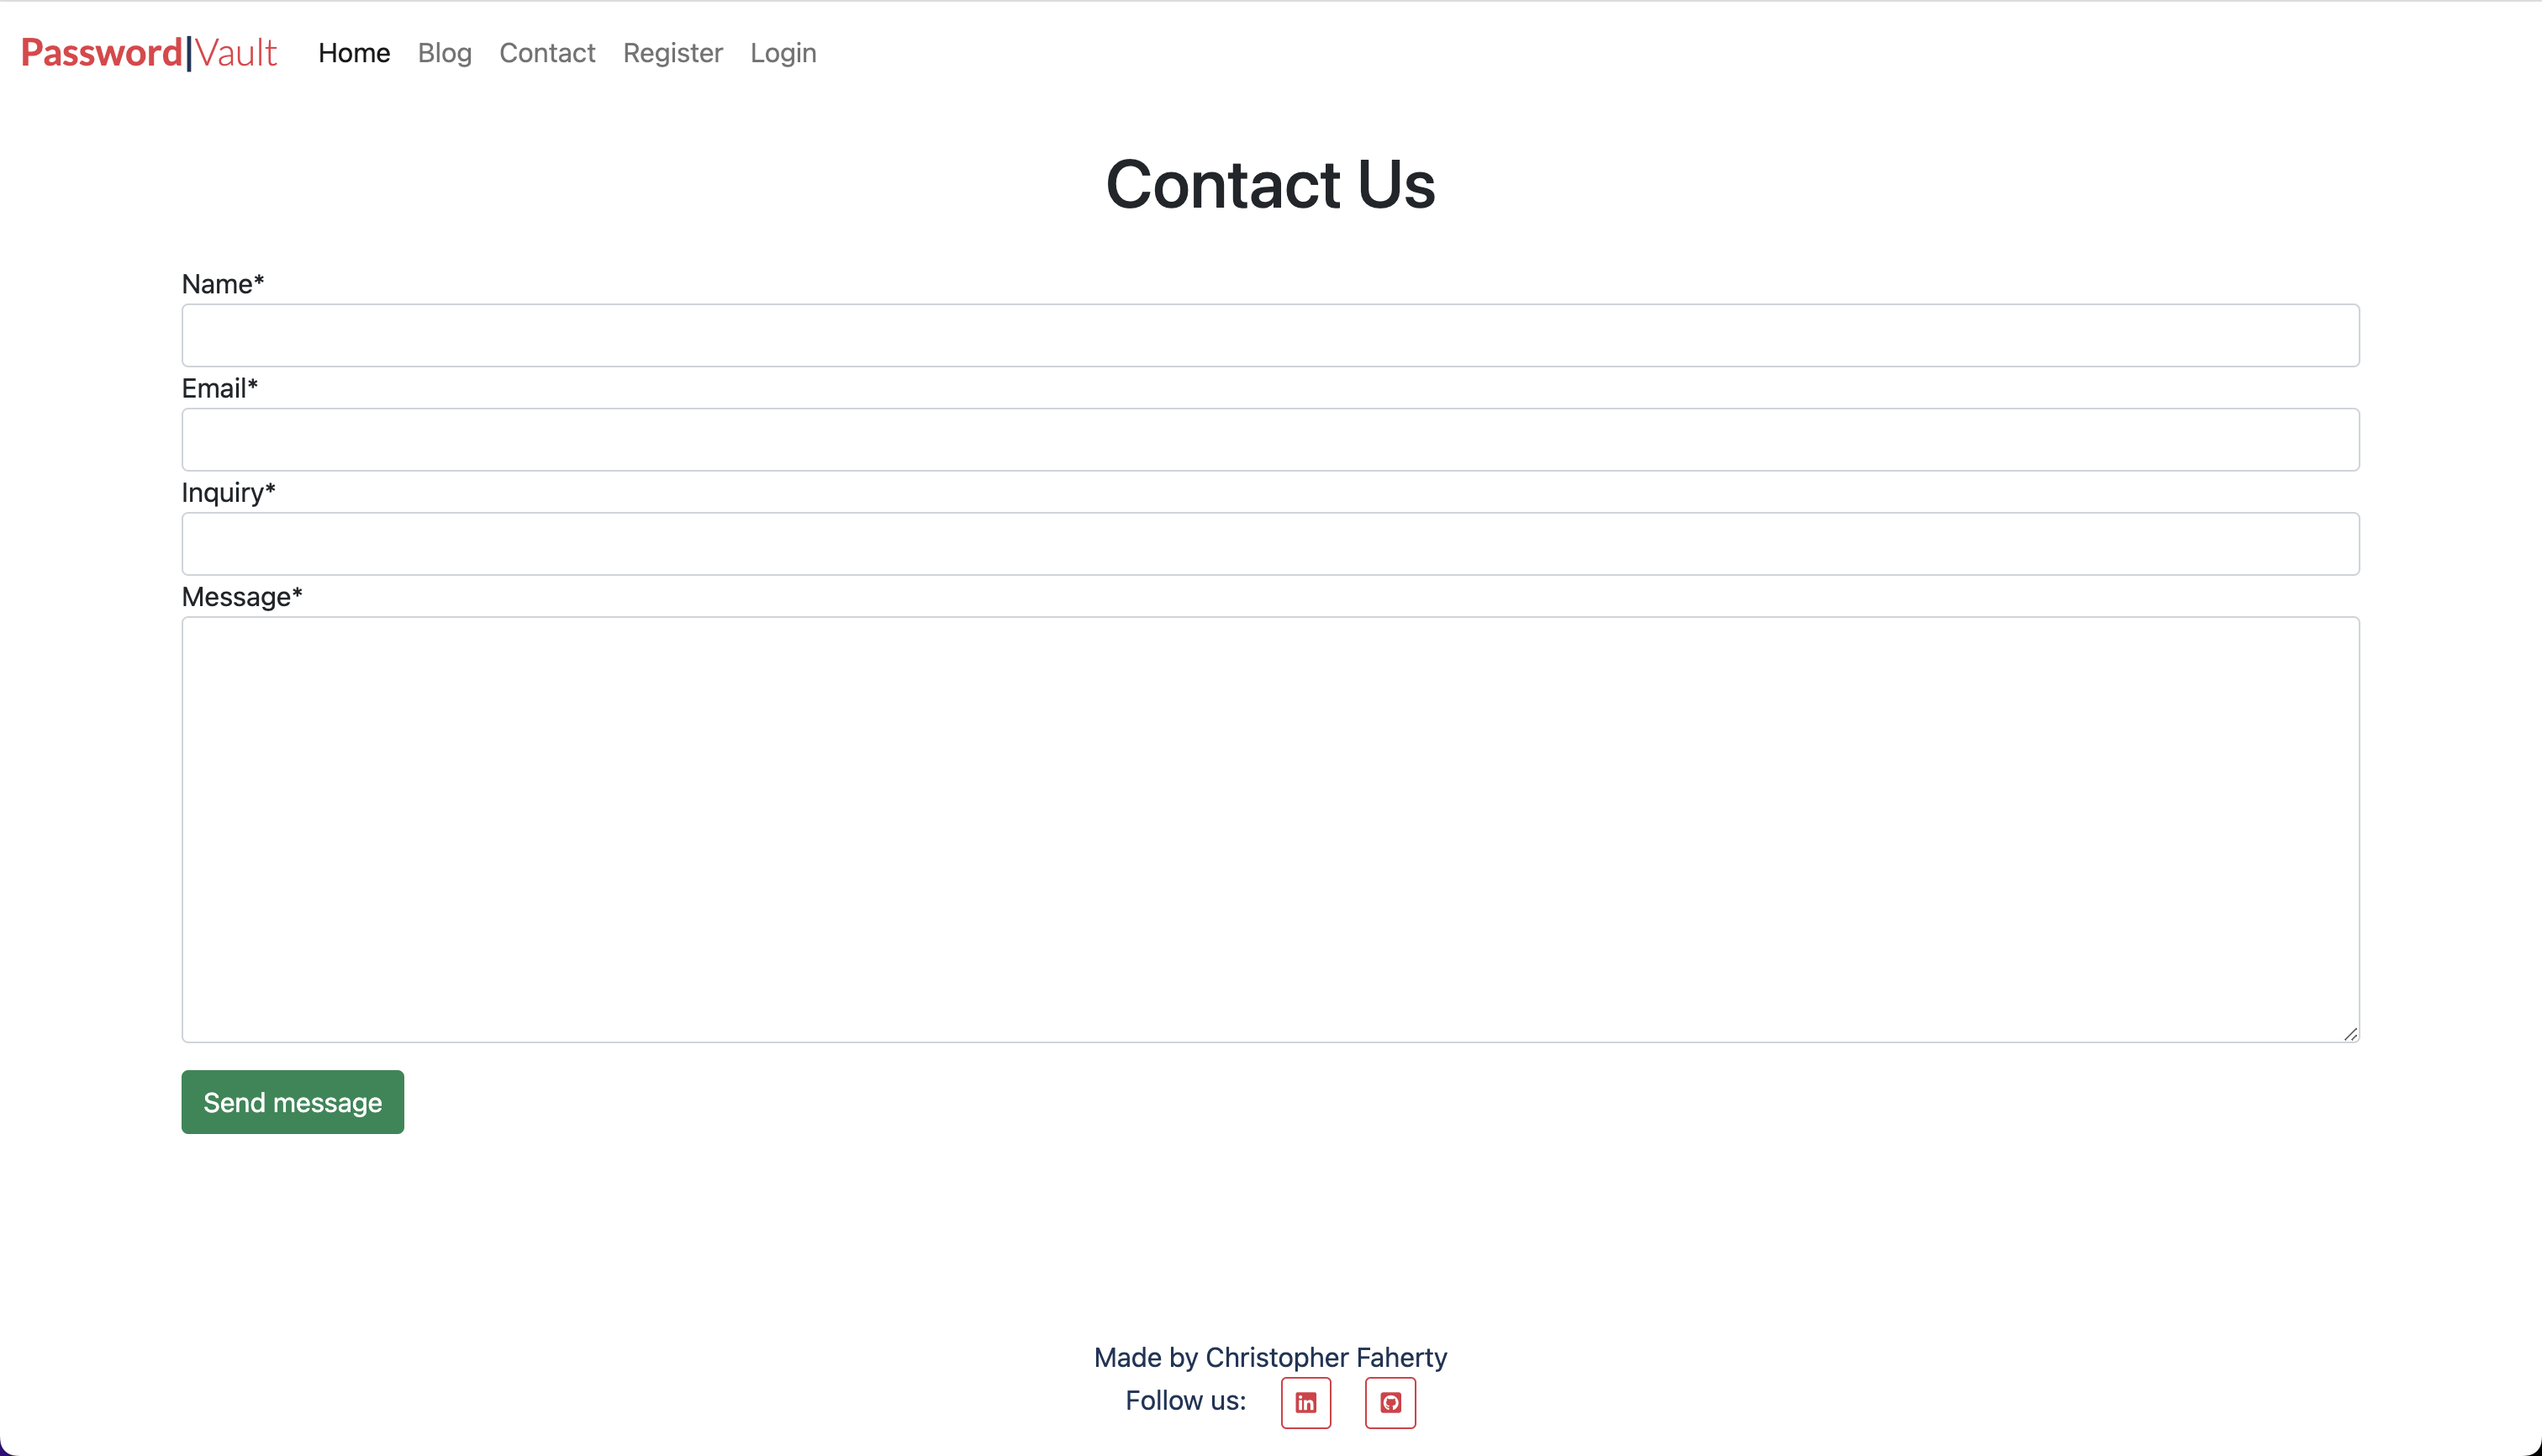 Password|Vault Home Blog Contact Register Login
Contact Us
Name*
Email*
Inquiry*
Message*
Send message
Made by Christopher Faherty
Follow us: